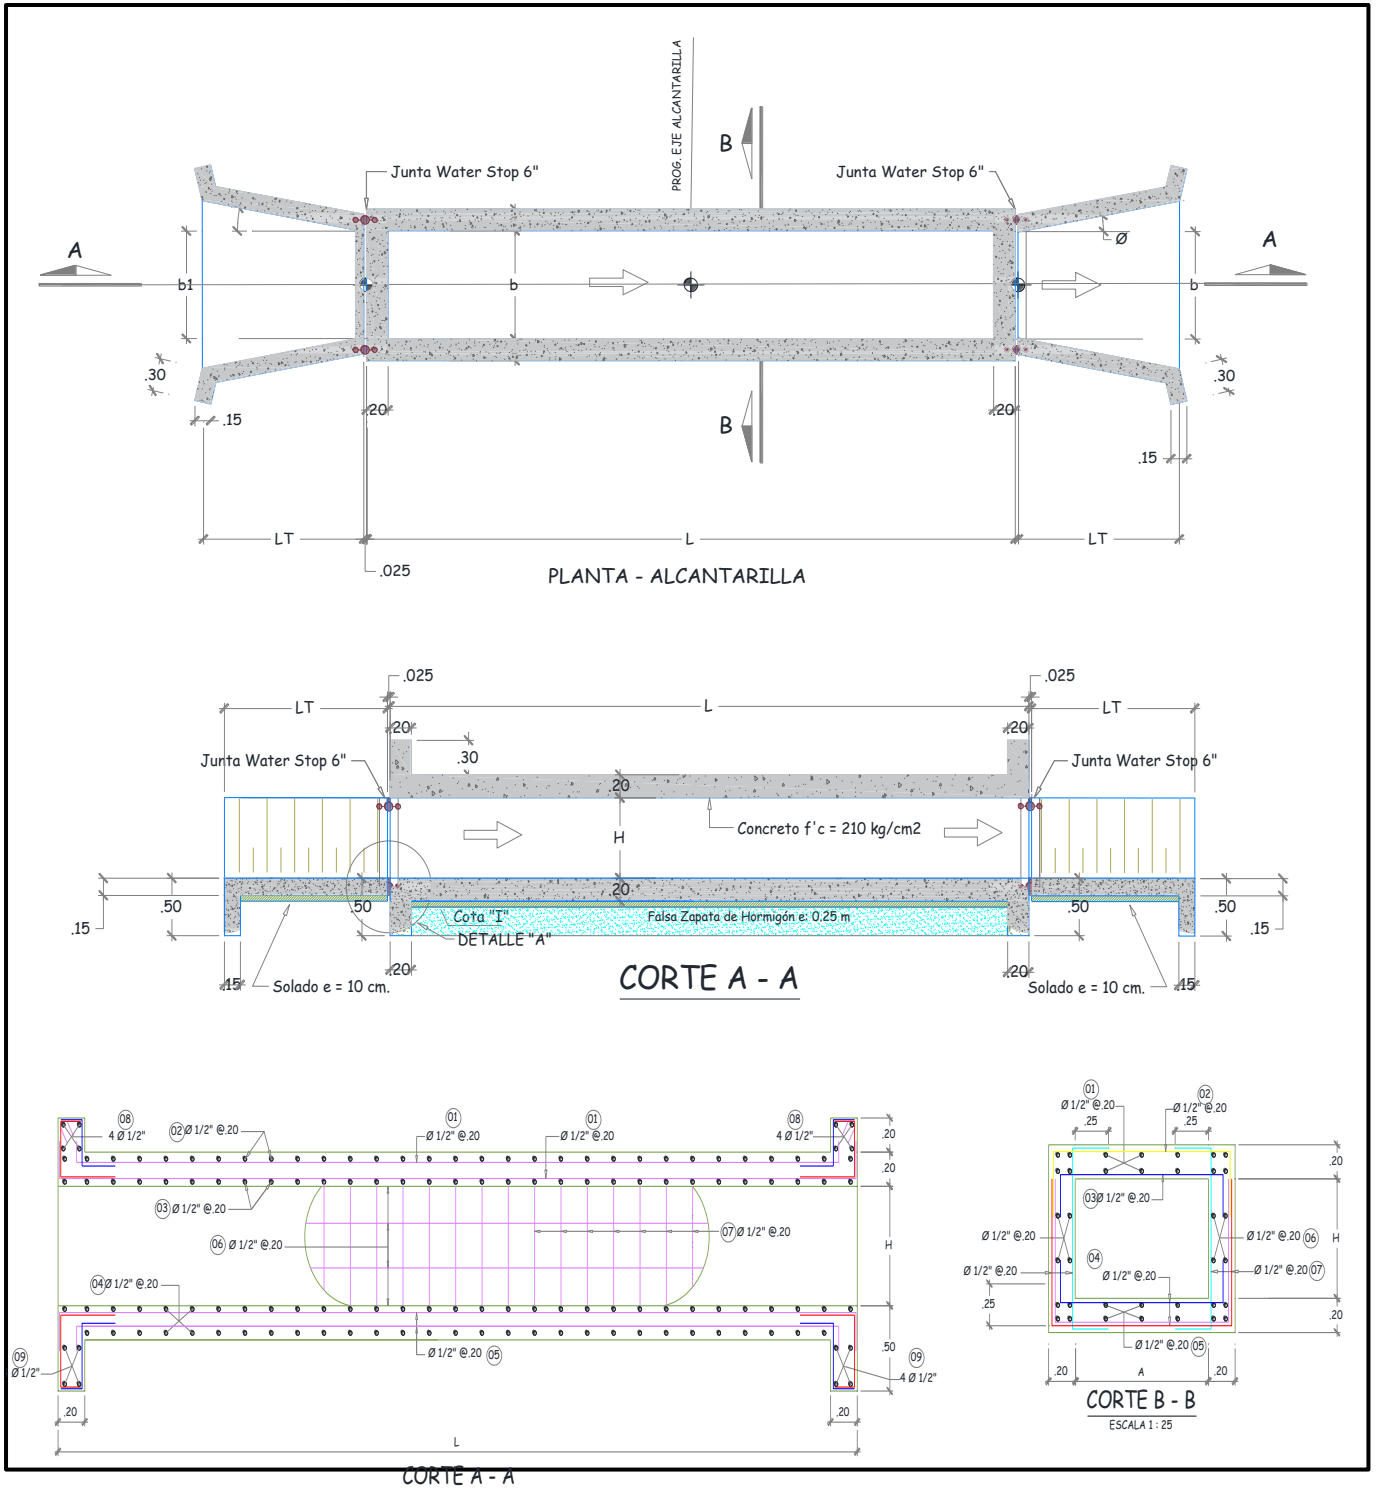 PROG. EJE ALCANTARILLA
B
Junta Water Stop 6"
Junta Water Stop 6"
A
Ø
A
b1
b
b
.30
.30
.15
.20
.20
B
.15
LT
L
LT
.025
PLANTA - ALCANTARILLA
.025
.025
LT
L
LT
.20
.20
.30
Junta Water Stop 6"
Junta Water Stop 6"
.20
Concreto f'c = 210 kg/cm2
H
.20
.50
.50
.50
.50
.15
.15
Cota "I"
Falsa Zapata de Hormigón e: 0,25 m
DETALLE "A"
.20
.20
.15
.15
Solado e = 10 cm.
Solado e = 10 cm.
CORTE A - A
08
4 Ø 1/2"
02 Ø 1/2" @.20
01
Ø 1/2" @.20
01
Ø 1/2" @.20
08
4 Ø 1/2"
.20
.20
03 Ø 1/2" @.20
06 Ø 1/2" @.20
07 Ø 1/2" @.20
H
04 Ø 1/2" @.20
Ø 1/2" @.20 05
.50
09
Ø 1/2"
09
4 Ø 1/2"
.20
.20
L
CORTE A - A
01
Ø 1/2" @.20
02
Ø 1/2" @.20
.25
.25
.20
03 Ø 1/2" @.20
Ø 1/2" @.20
Ø 1/2" @.20 06
H
04
Ø 1/2" @.20
Ø 1/2" @.20
Ø 1/2" @.20 07
.25
.20
Ø 1/2" @.20 05
.20
A
.20
CORTE B - B
ESCALA 1 : 25